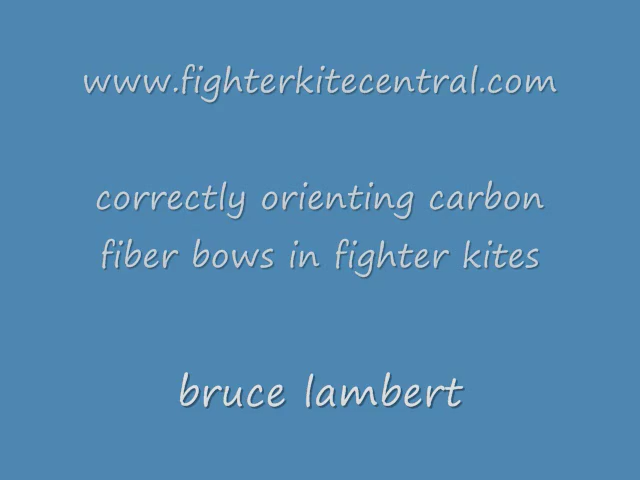 www.fighterkitecentral.com
correctly orienting carbon
fiber bows in fighter kites
bruce lambert